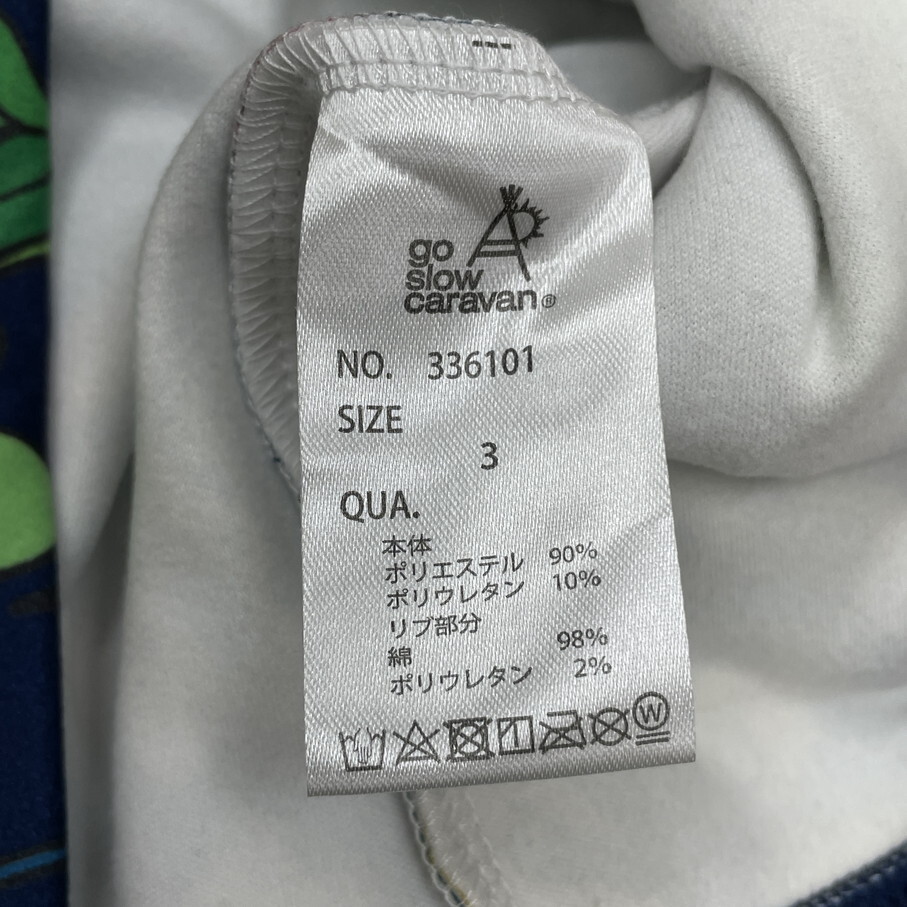 go
slow
caravan®
NO. 336101
SIZE
3
QUA.
本体
ポリエステル 90%
ポリウレタン 10%
リブ部分
綿 98%
ポリウレタン 2%
W